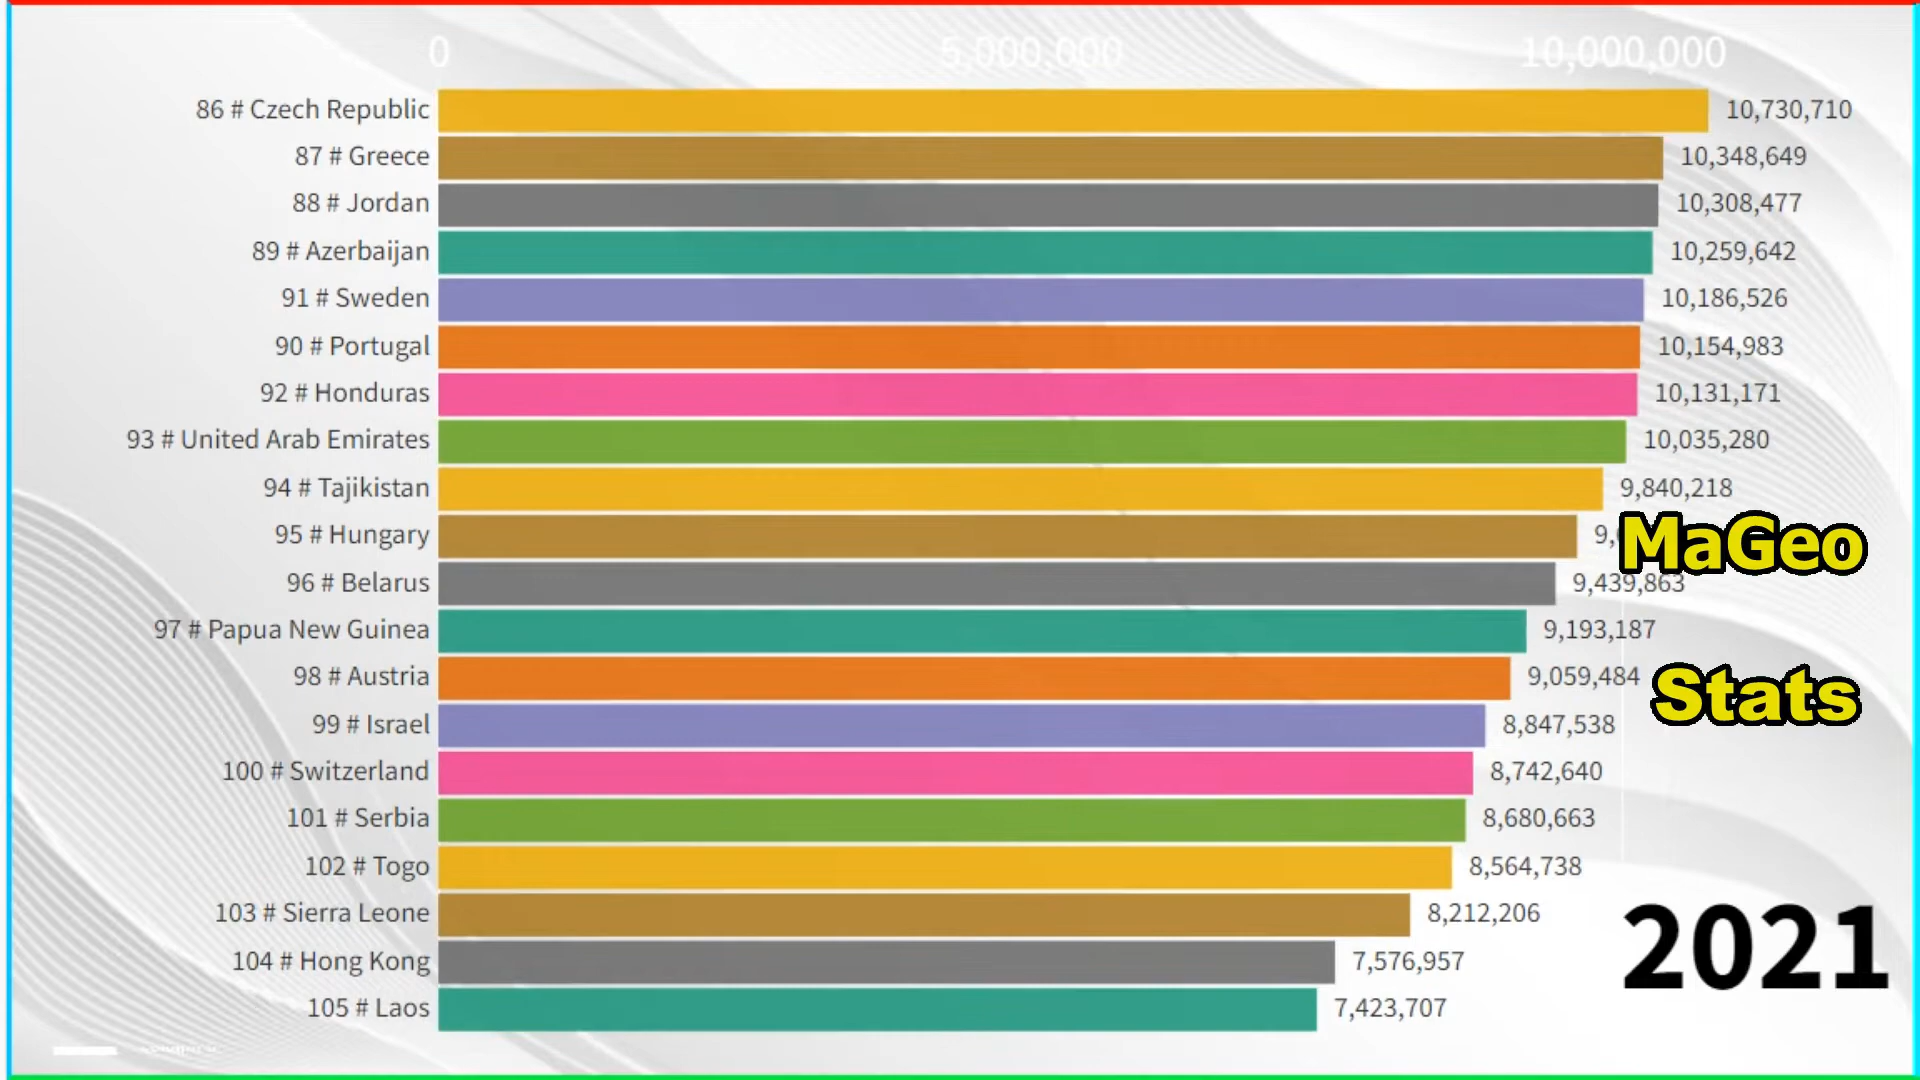 0 5,000,000 10,000,000
86 # Czech Republic 10,730,710
87 # Greece 10,348,649
88 # Jordan 10,308,477
89 # Azerbaijan 10,259,642
91 # Sweden 10,186,526
90 # Portugal 10,154,983
92 # Honduras 10,131,171
93 # United Arab Emirates 10,035,280
94 # Tajikistan 9,840,218
95 # Hungary
MaGeo
96 # Belarus 9,439,863
97 # Papua New Guinea 9,193,187
98 # Austria 9,059,484
Stats
99 # Israel 8,847,538
100 # Switzerland 8,742,640
101 # Serbia 8,680,663
102 # Togo 8,564,738
103 # Sierra Leone 8,212,206
2021
104 # Hong Kong 7,576,957
105 # Laos 7,423,707